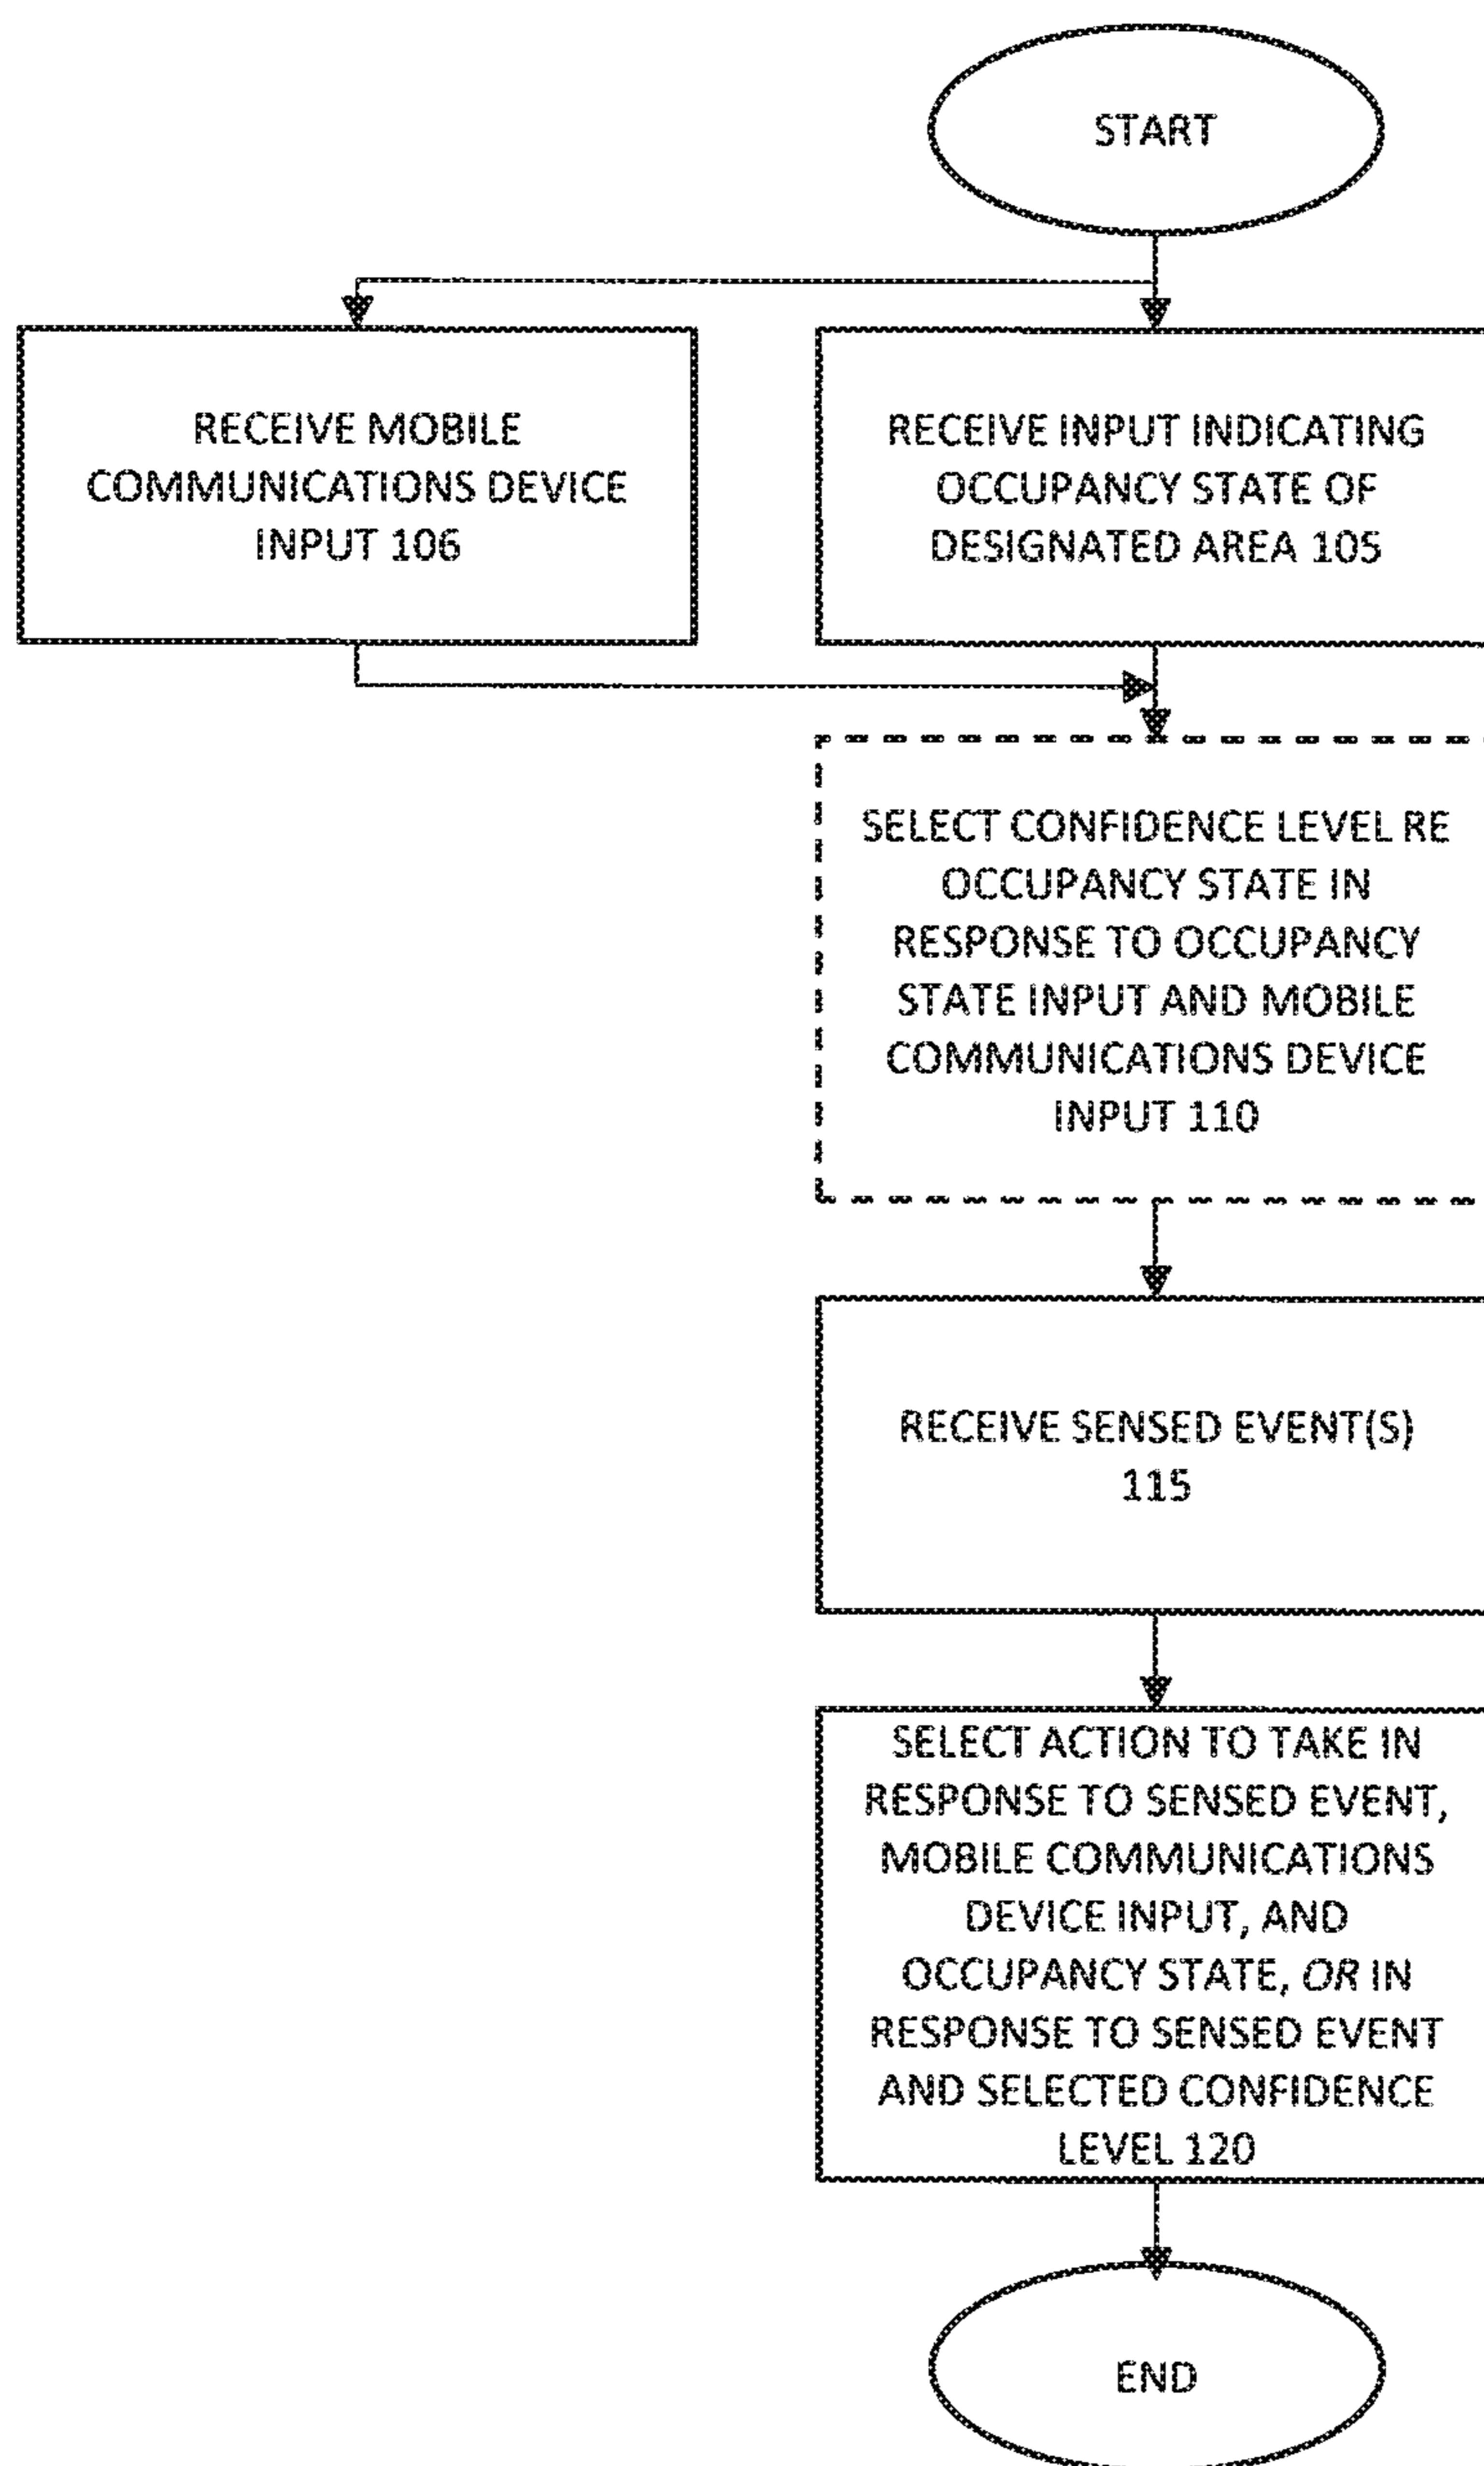 START
RECEIVE MOBILE
COMMUNICATIONS DEVICE
INPUT 106
RECEIVE INPUT INDICATING
OCCUPANCY STATE OF
DESIGNATED AREA 105
SELECT CONFIDENCE LEVEL RE
OCCUPANCY STATE IN
RESPONSE TO OCCUPANCY
STATE INPUT AND MOBILE
COMMUNICATIONS DEVICE
INPUT 110
RECEIVE SENSED EVENT(S)
115
SELECT ACTION TO TAKE IN
RESPONSE TO SENSED EVENT,
MOBILE COMMUNICATIONS
DEVICE INPUT, AND
OCCUPANCY STATE, OR IN
RESPONSE TO SENSED EVENT
AND SELECTED CONFIDENCE
LEVEL 120
END